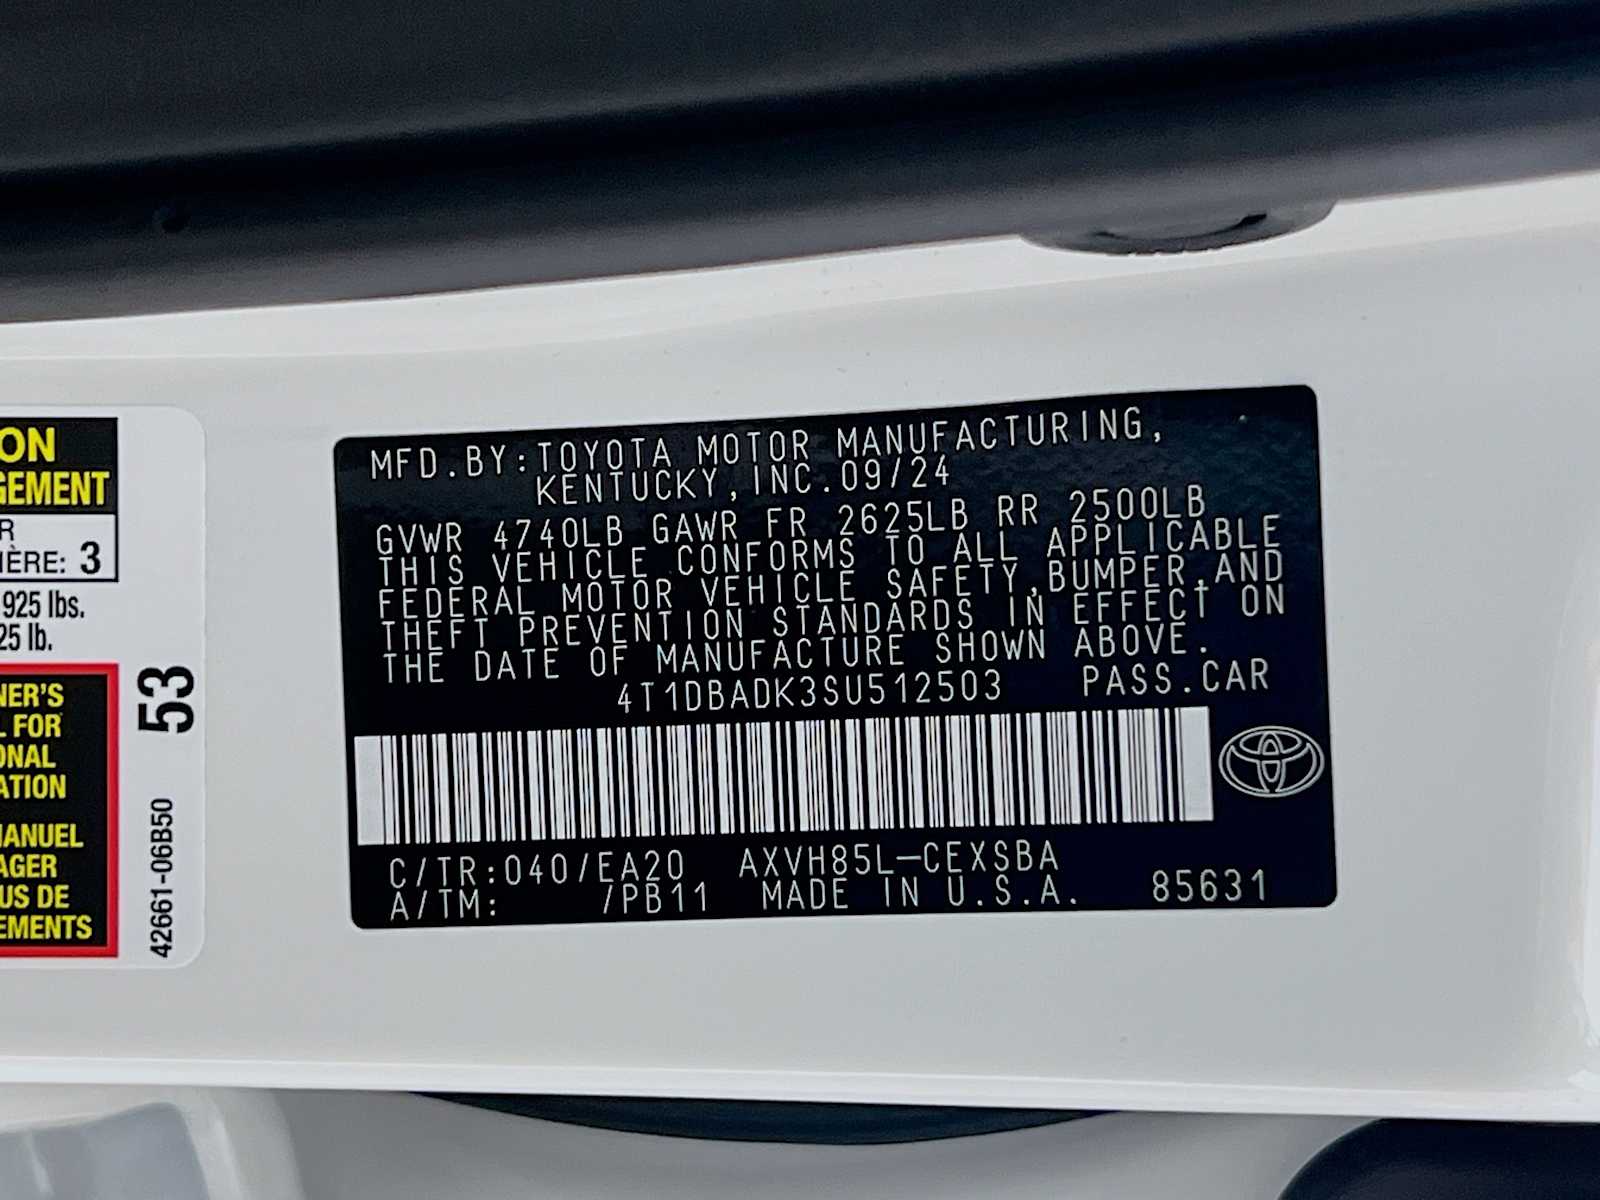 ON
GEMENT
R
IÈRE: 3
925 lbs.
25 lb.
NER'S
L FOR
ONAL
ATION
MANUEL
AGER
US DE
EMENTS
53
42661-06B50
MFD.BY:TOYOTA MOTOR MANUFACTURING,
KENTUCKY,INC.09/24
GVWR 4740LB GAWR FR 2625LB RR 2500LB
THIS VEHICLE CONFORMS TO ALL APPLICABLE
FEDERAL MOTOR VEHICLE SAFETY,BUMPER,AND
THEFT PREVENTION STANDARDS IN EFFECT ON
THE DATE OF MANUFACTURE SHOWN ABOVE.
4T1DBADK3SU512503 PASS.CAR
C/TR:040/EA20 AXVH85L-CEXSBA
A/TM: /PB11 MADE IN U.S.A. 85631